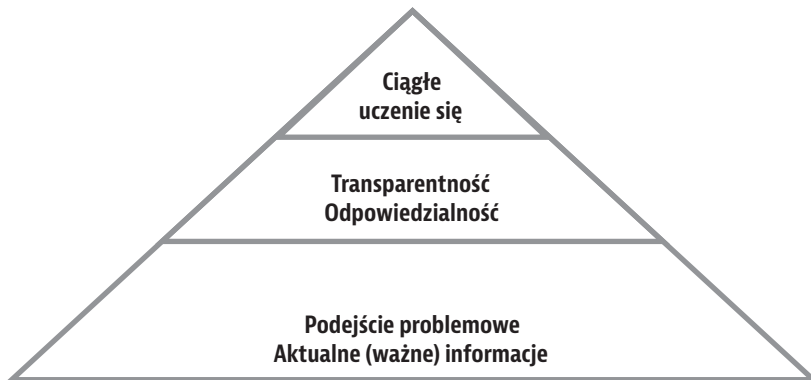 Ciągłe
uczenie się
Transparentność
Odpowiedzialność
Podejście problemowe
Aktualne (ważne) informacje